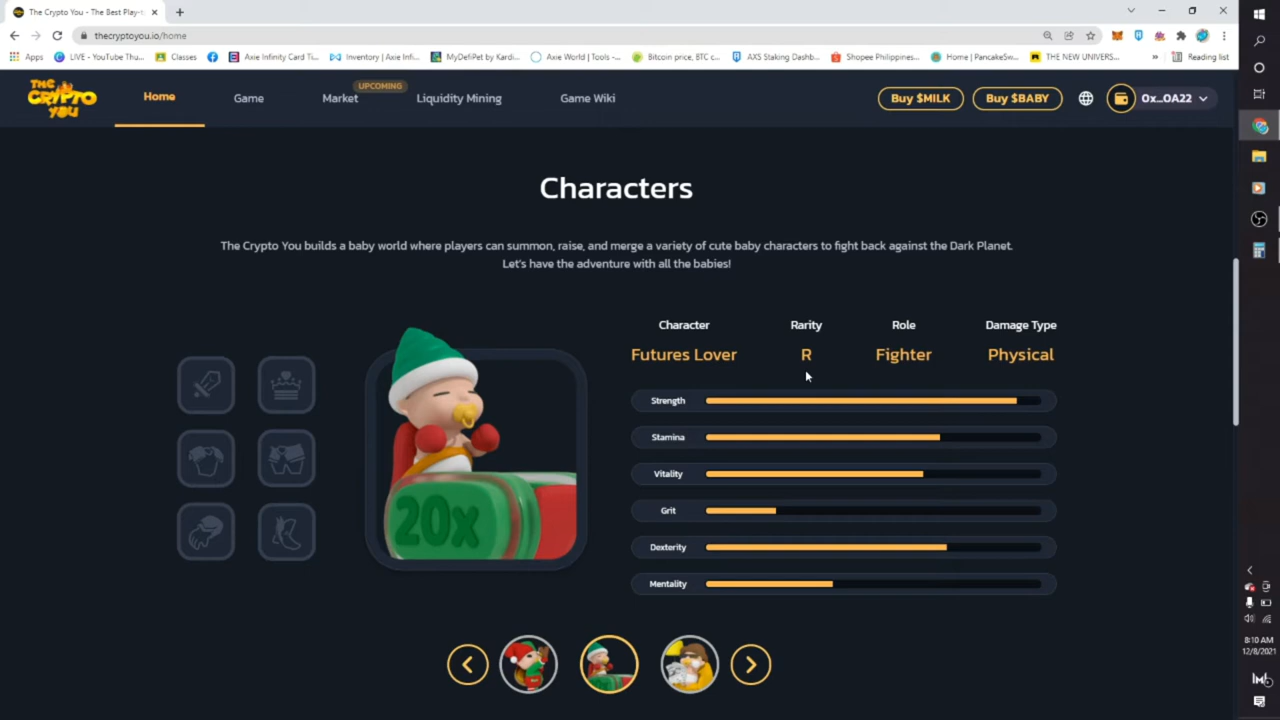 The Crypto You - The Best Play-t
thecryptoyou.io/home
Apps
LIVE - YouTube Thu...
Classes
Axie Infinity Card Ti...
Inventory | Axie Infi...
MyDefiPet by Kardi...
Axie World | Tools -...
Bitcoin price, BTC c...
AXS Staking Dashb...
Shopee Philippines...
Home | PancakeSw...
THE NEW UNIVERS...
»
Reading list
THE CRYPTO YOU
Home
Game
UPCOMING
Market
Liquidity Mining
Game Wiki
Buy $MILK
Buy $BABY
0x_0A22
Characters
The Crypto You builds a baby world where players can summon, raise, and merge a variety of cute baby characters to fight back against the Dark Planet.
Let's have the adventure with all the babies!
Character
Rarity
Role
Damage Type
Futures Lover
R
Fighter
Physical
Strength
Stamina
Vitality
Grit
Dexterity
Mentality
20x
8:10 AM
12/8/2021